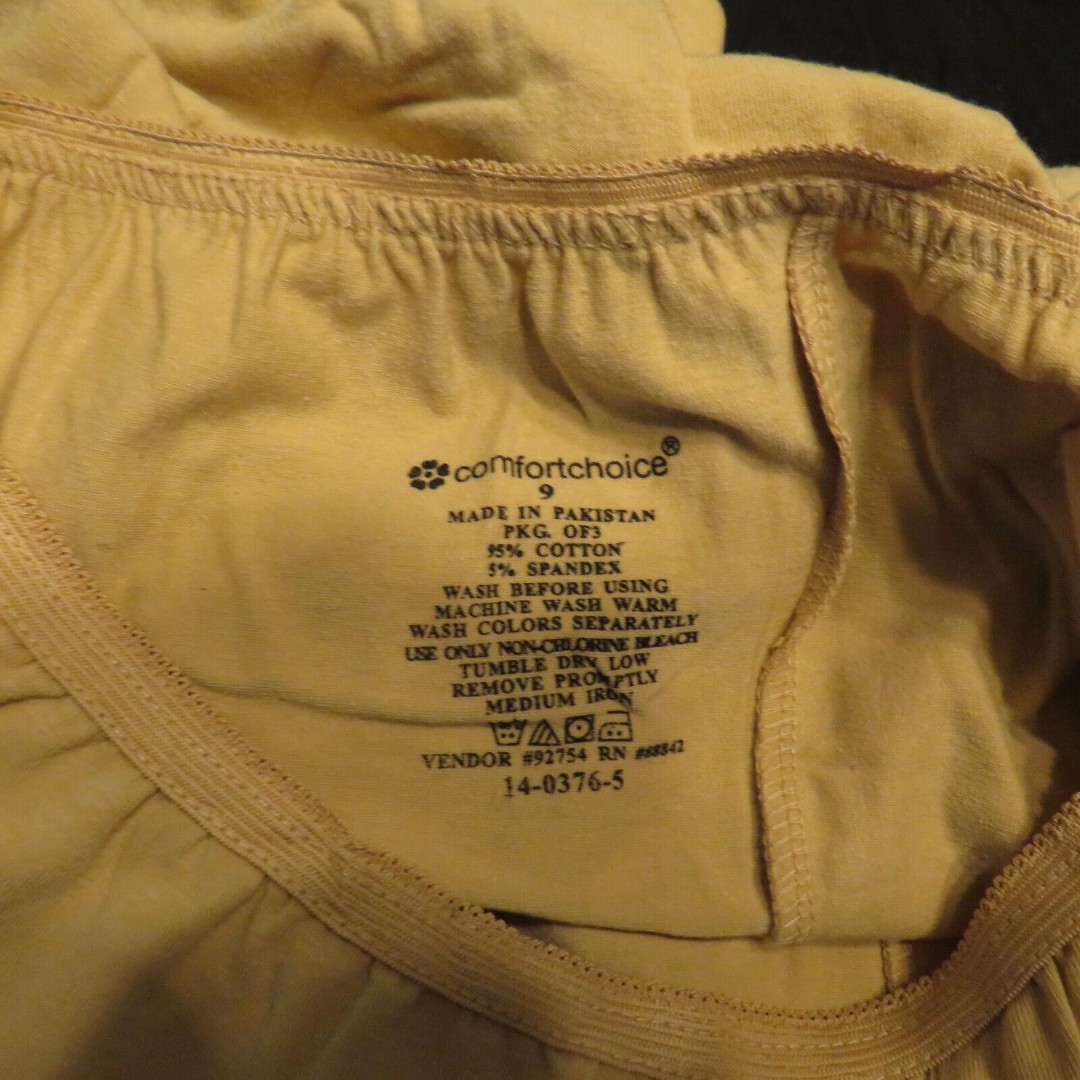 comfortchoice®
9
MADE IN PAKISTAN
PKG. OF3
95% COTTON
5% SPANDEX
WASH BEFORE USING
MACHINE WASH WARM
WASH COLORS SEPARATELY
USE ONLY NON-CHLORINE BLEACH
TUMBLE DRY LOW
REMOVE PROMPTLY
MEDIUM IRON
VENDOR #92754 RN #88842
14-0376-5